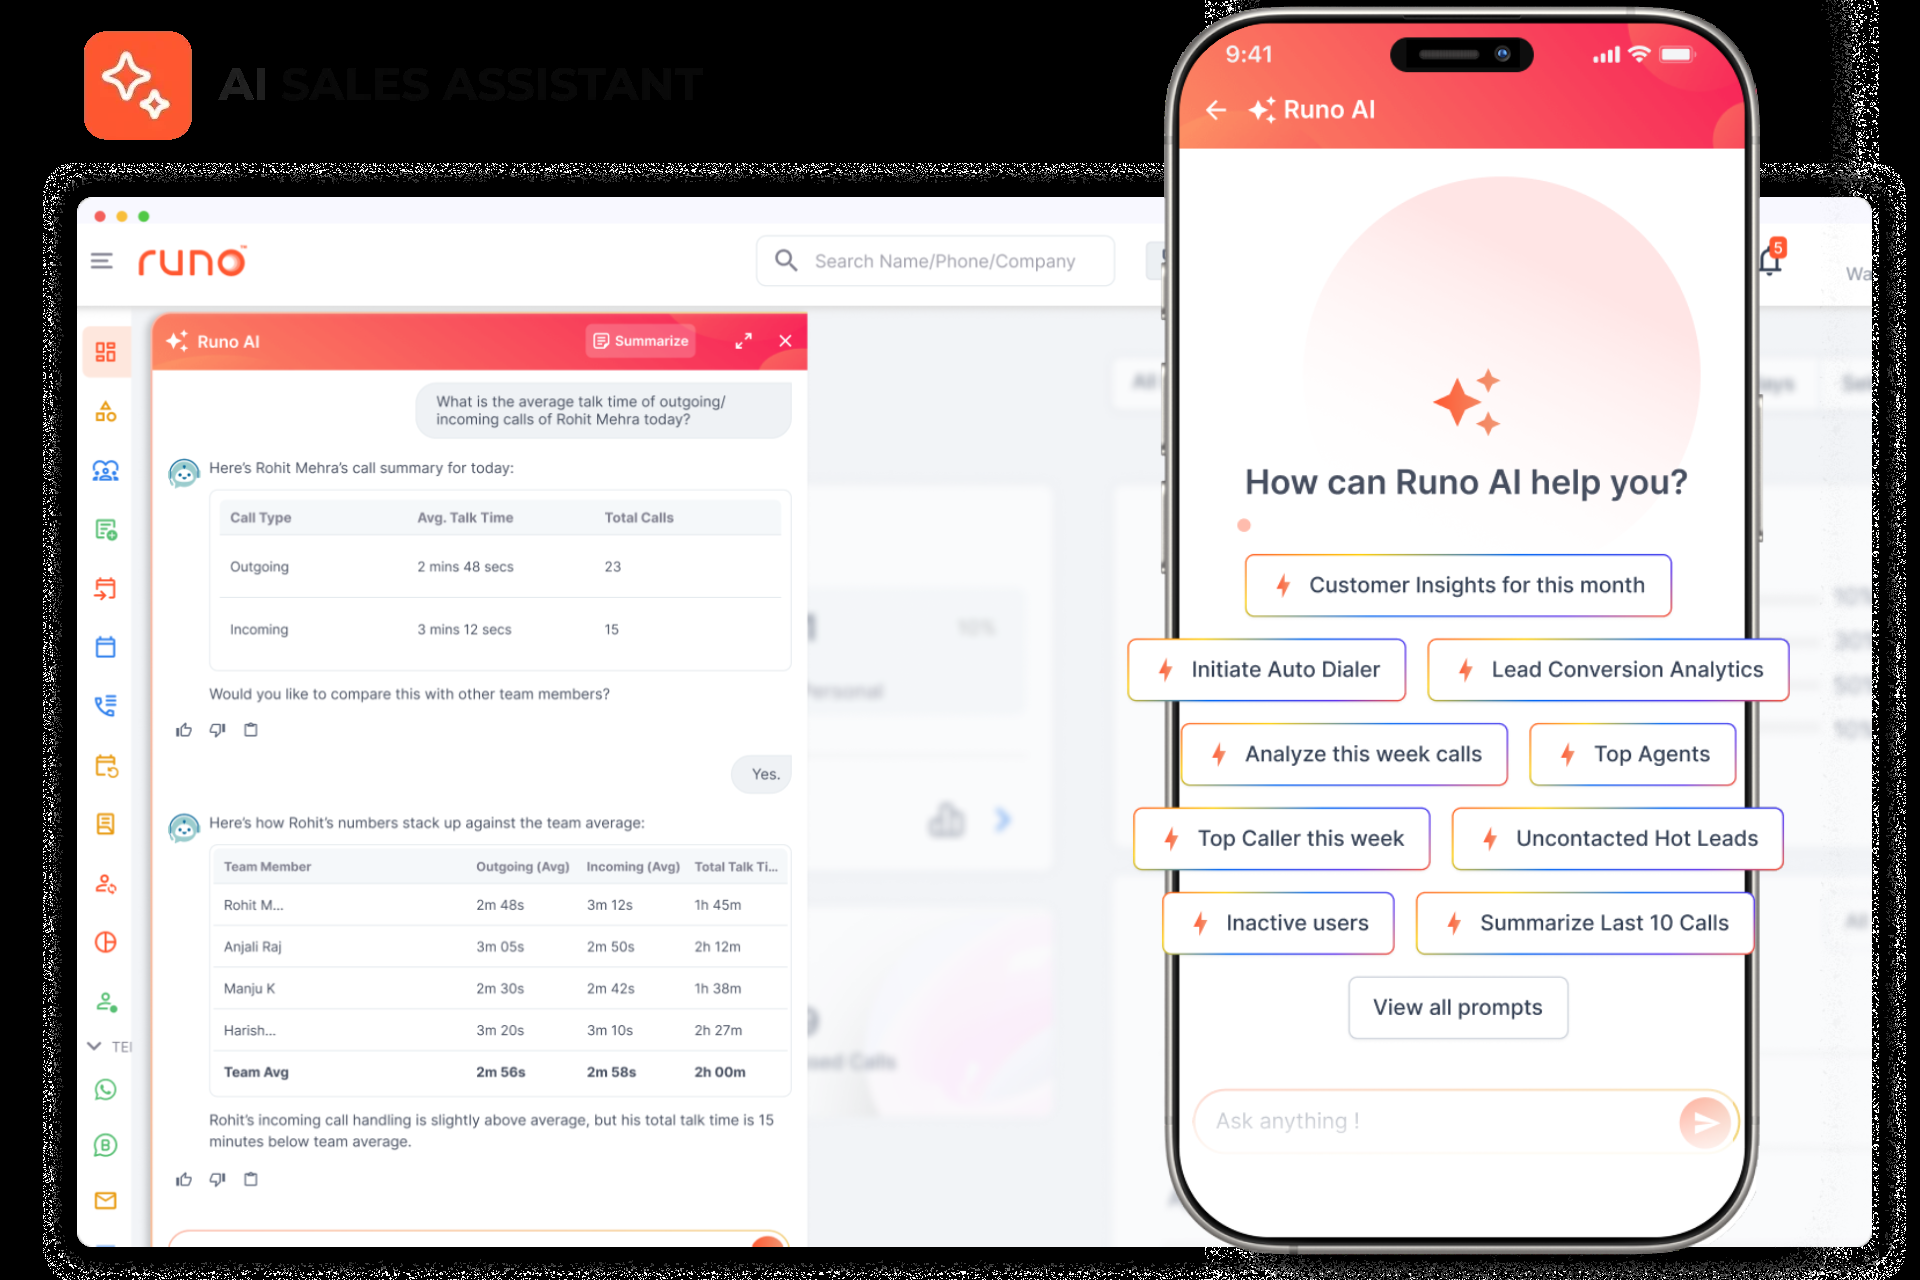 AI SALES ASSISTANT
runo
Search Name/Phone/Company
5
Runo AI
Summarize
What is the average talk time of outgoing/
incoming calls of Rohit Mehra today?
Here's Rohit Mehra's call summary for today:
Call Type Avg. Talk Time Total Calls
Outgoing 2 mins 48 secs 23
Incoming 3 mins 12 secs 15
Would you like to compare this with other team members?
Yes.
Here's how Rohit's numbers stack up against the team average:
Team Member Outgoing (Avg) Incoming (Avg) Total Talk Ti...
Rohit M... 2m 48s 3m 12s 1h 45m
Anjali Raj 3m 05s 2m 50s 2h 12m
Manju K 2m 30s 2m 42s 1h 38m
Harish... 3m 20s 3m 10s 2h 27m
Team Avg 2m 56s 2m 58s 2h 00m
Rohit's incoming call handling is slightly above average, but his total talk time is 15
minutes below team average.
9:41
Runo AI
How can Runo AI help you?
Customer Insights for this month
Initiate Auto Dialer
Lead Conversion Analytics
Analyze this week calls
Top Agents
Top Caller this week
Uncontacted Hot Leads
Inactive users
Summarize Last 10 Calls
View all prompts
Ask anything !